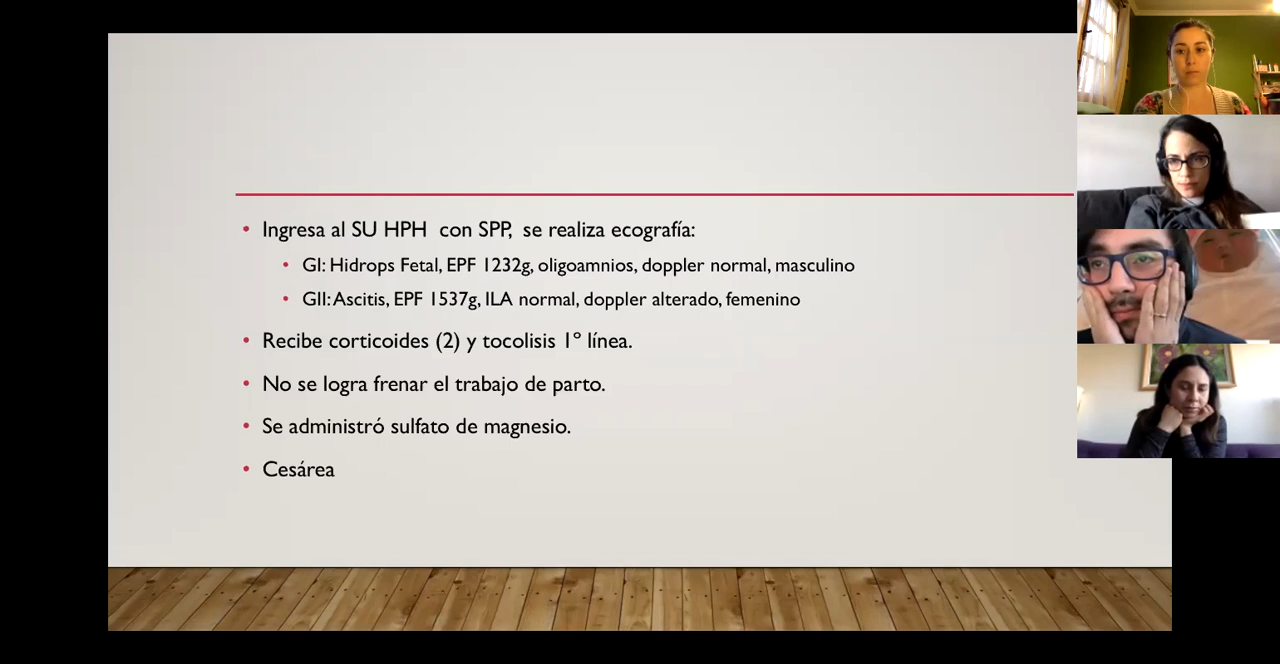 Ingresa al SU HPH con SPP, se realiza ecografía:
GI: Hidrops Fetal, EPF 1232g, oligoamnios, doppler normal, masculino
GII: Ascitis, EPF 1537g, ILA normal, doppler alterado, femenino
Recibe corticoides (2) y tocolisis 1º línea.
No se logra frenar el trabajo de parto.
Se administró sulfato de magnesio.
Cesárea